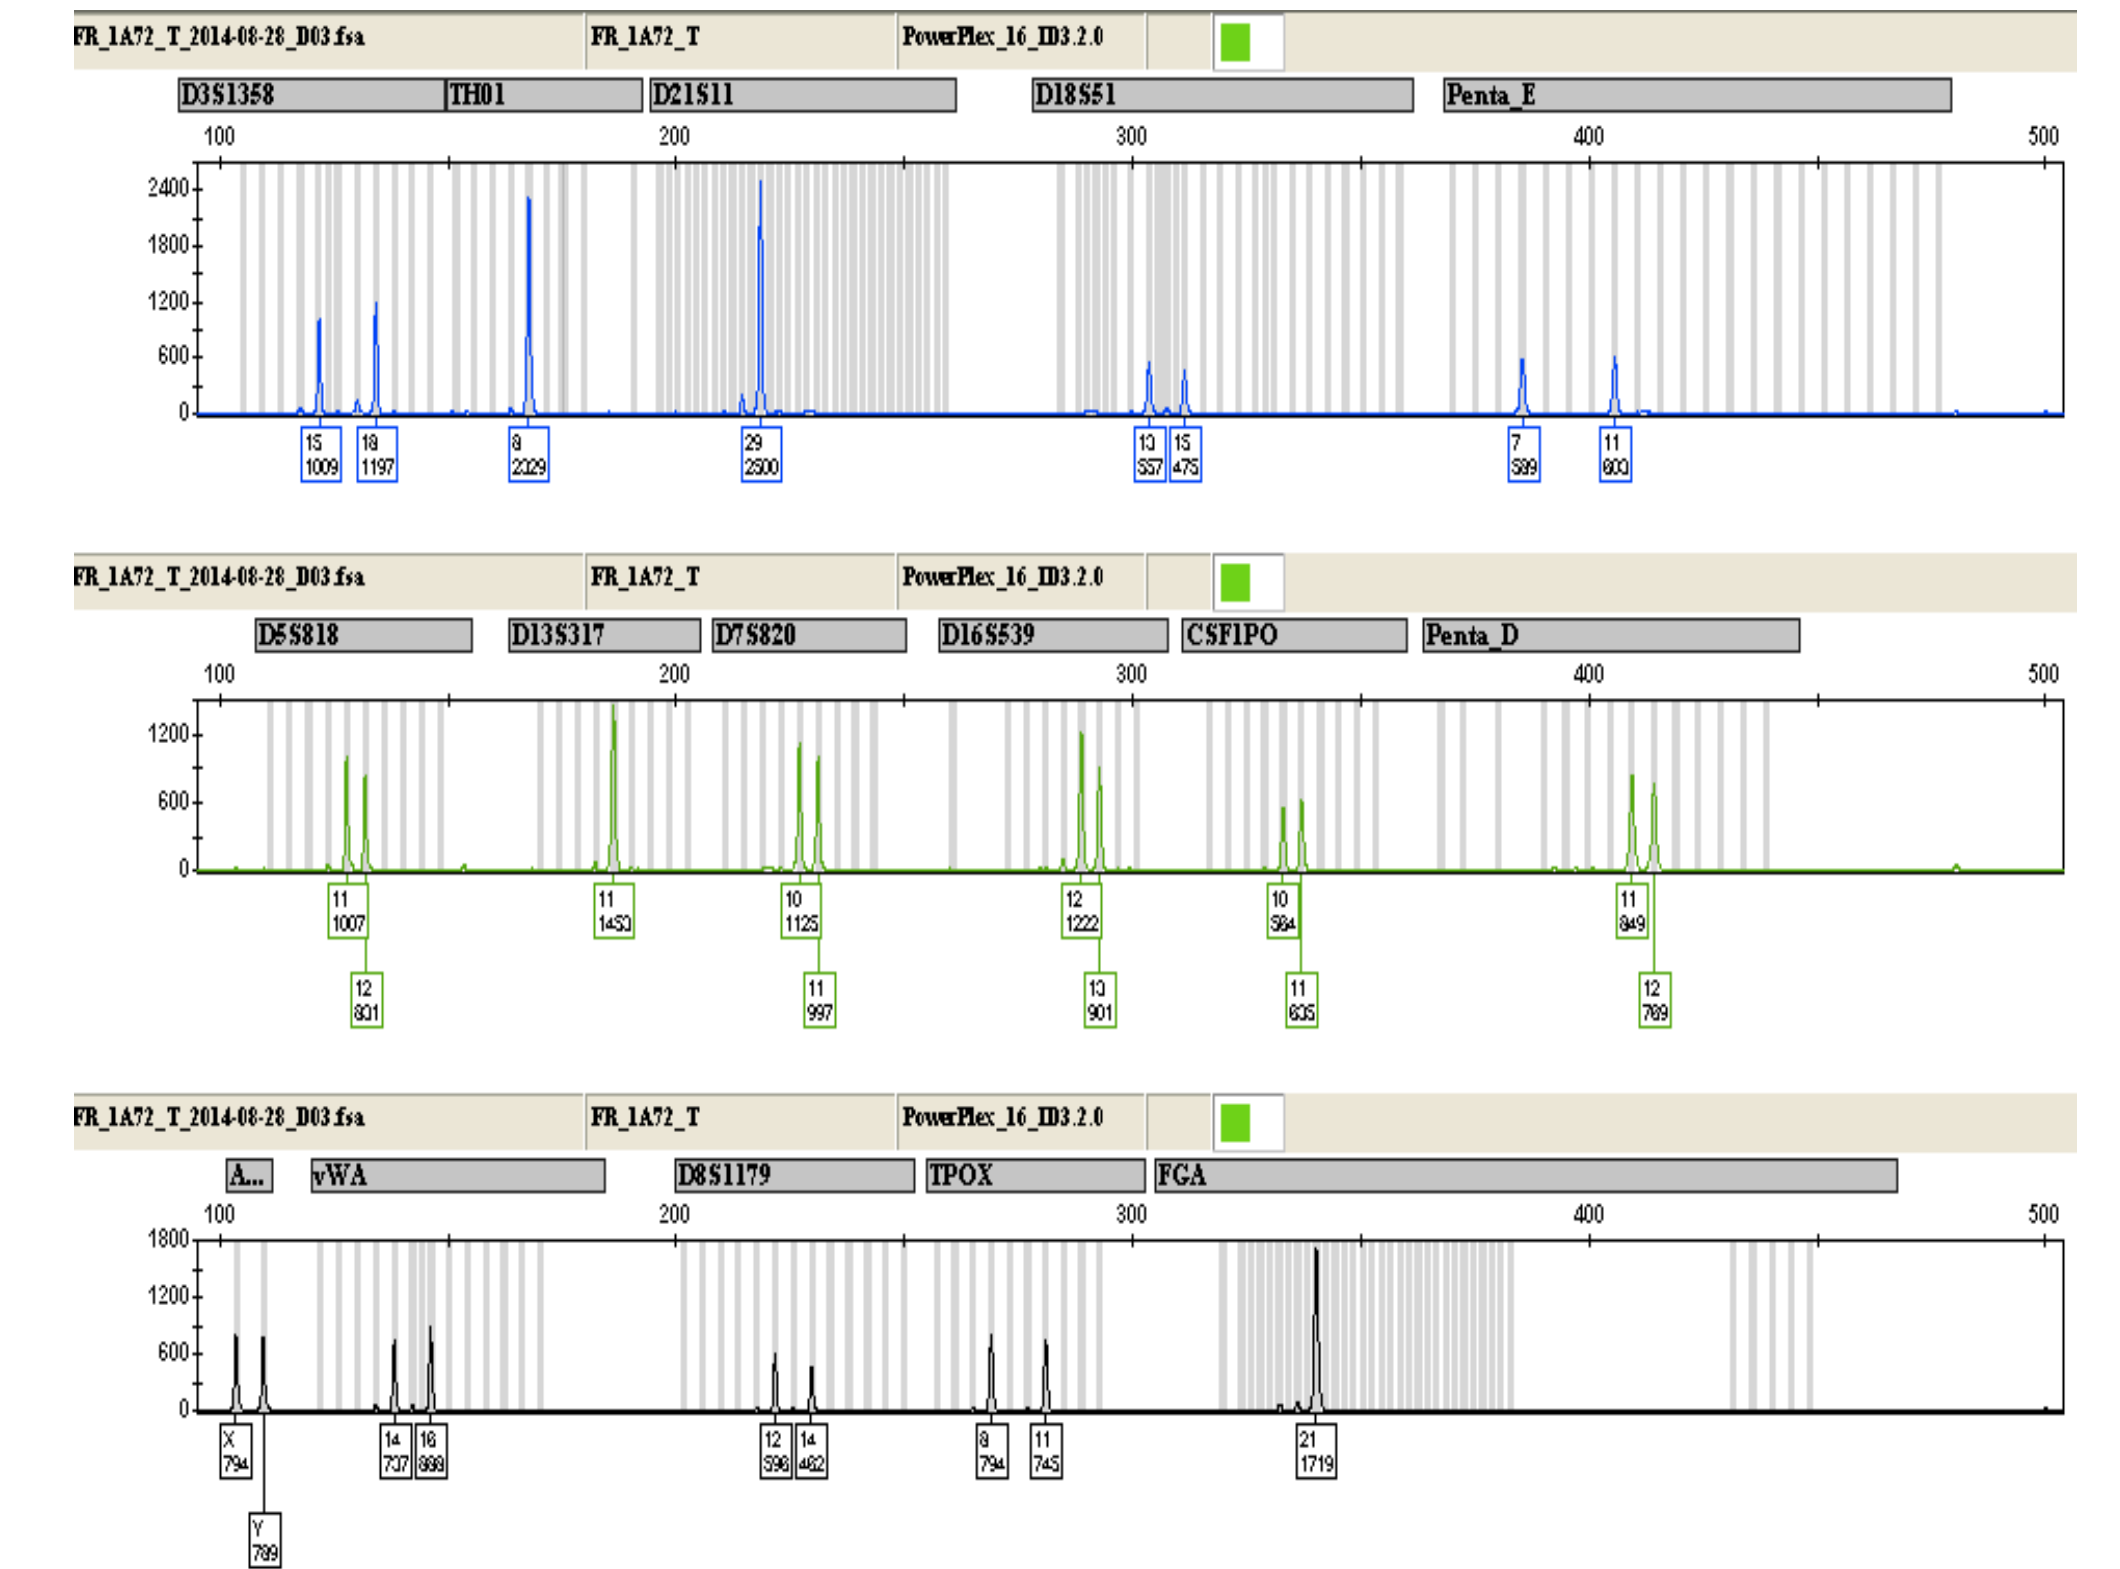 FR_1A72_T_2014-08-28_D03.fsa FR_1A72_T PowerPlex_16_ID3.2.0
D3S1358 TH01 D21S11 D18S51 Penta_E
100 200 300 400 500
2400
1800
1200
600
0
15 18 8 29 13 15 7 11
1009 1197 2329 2500 557 475 589 603
FR_1A72_T_2014-08-28_D03.fsa FR_1A72_T PowerPlex_16_ID3.2.0
D5S818 D13S317 D7S820 D16S539 CSF1PO Penta_D
100 200 300 400 500
1200
600
0
11 11 10 12 10 11
1007 1453 1125 1222 564 849
12 11 13 11 12
831 997 901 635 769
FR_1A72_T_2014-08-28_D03.fsa FR_1A72_T PowerPlex_16_ID3.2.0
A... vWA D8S1179 TPOX FGA
100 200 300 400 500
1800
1200
600
0
X 14 16 12 14 8 11 21
794 737 888 596 462 794 745 1719
Y
789